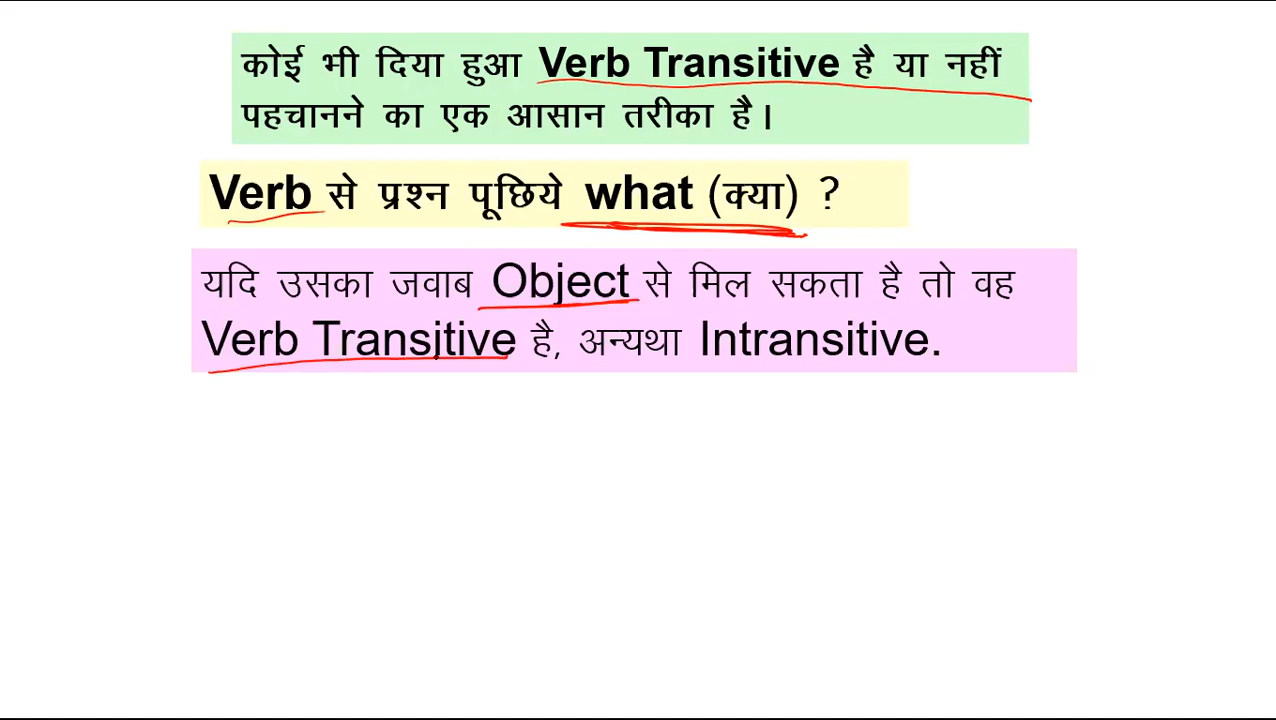 कोई भी दिया हुआ Verb Transitive है या नहीं
पहचानने का एक आसान तरीका है।
Verb से प्रश्न पूछिये what (क्या) ?
यदि उसका जवाब Object से मिल सकता है तो वह
Verb Transitive है, अन्यथा Intransitive.